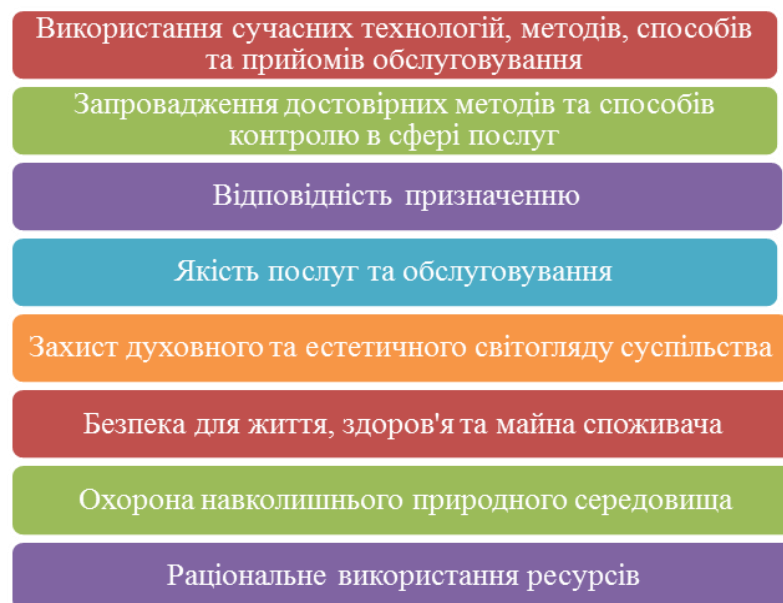 Використання сучасних технологій, методів, способів
та прийомів обслуговування
Запровадження достовірних методів та способів
контролю в сфері послуг
Відповідність призначенню
Якість послуг та обслуговування
Захист духовного та естетичного світогляду суспільства
Безпека для життя, здоров'я та майна споживача
Охорона навколишнього природного середовища
Раціональне використання ресурсів